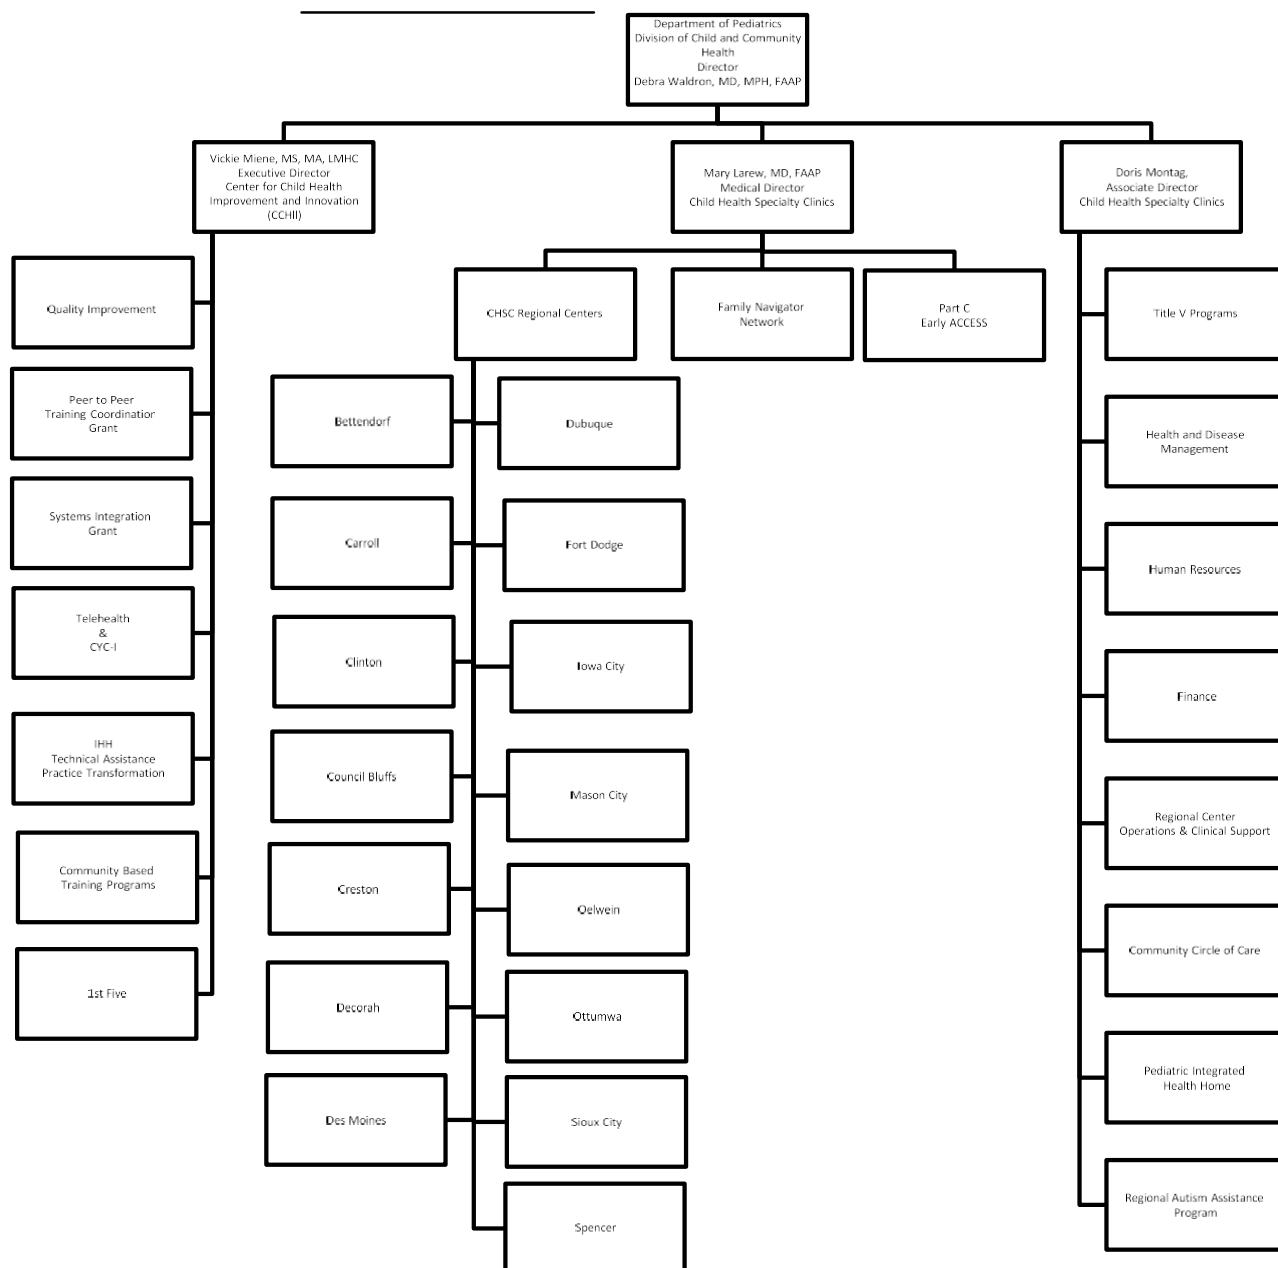 Department of Pediatrics
Division of Child and Community
Health
Director
Debra Waldron, MD, MPH, FAAP
Vickie Miene, MS, MA, LMHC
Executive Director
Center for Child Health
Improvement and Innovation
(CCHII)
Mary Larew, MD, FAAP
Medical Director
Child Health Specialty Clinics
Doris Montag,
Associate Director
Child Health Specialty Clinics
Quality Improvement
Peer to Peer
Training Coordination
Grant
Systems Integration
Grant
Telehealth
&
CYC-I
IHH
Technical Assistance
Practice Transformation
Community Based
Training Programs
1st Five
CHSC Regional Centers
Family Navigator
Network
Part C
Early ACCESS
Bettendorf
Dubuque
Carroll
Fort Dodge
Clinton
Iowa City
Council Bluffs
Mason City
Creston
Oelwein
Decorah
Ottumwa
Des Moines
Sioux City
Spencer
Title V Programs
Health and Disease
Management
Human Resources
Finance
Regional Center
Operations & Clinical Support
Community Circle of Care
Pediatric Integrated
Health Home
Regional Autism Assistance
Program